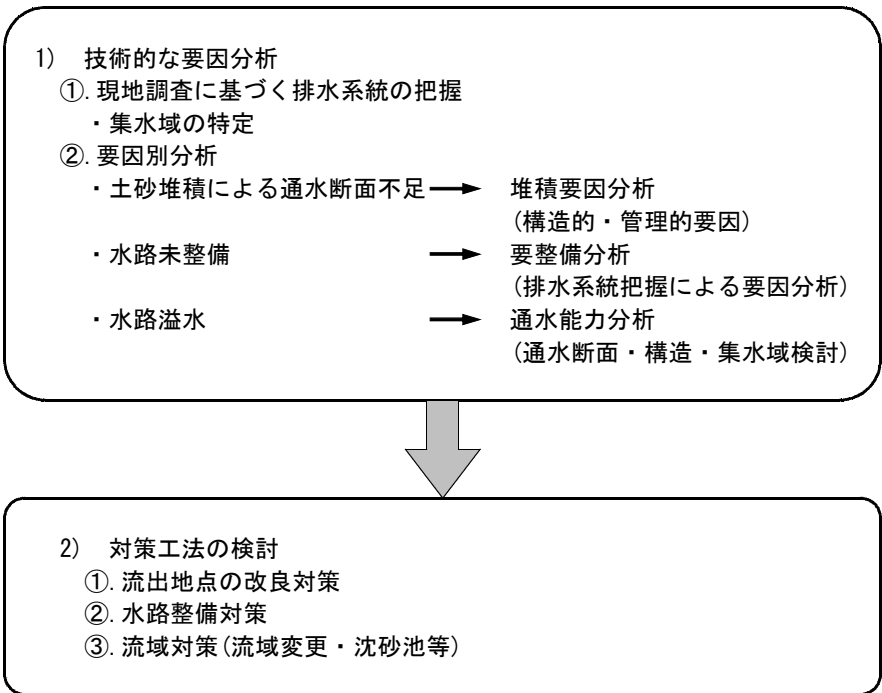 1) 技術的な要因分析
①.現地調査に基づく排水系統の把握
・集水域の特定
②.要因別分析
・土砂堆積による通水断面不足 → 堆積要因分析
(構造的・管理的要因)
・水路未整備 → 要整備分析
(排水系統把握による要因分析)
・水路溢水 → 通水能力分析
(通水断面・構造・集水域検討)
2) 対策工法の検討
①.流出地点の改良対策
②.水路整備対策
③.流域対策(流域変更・沈砂池等)